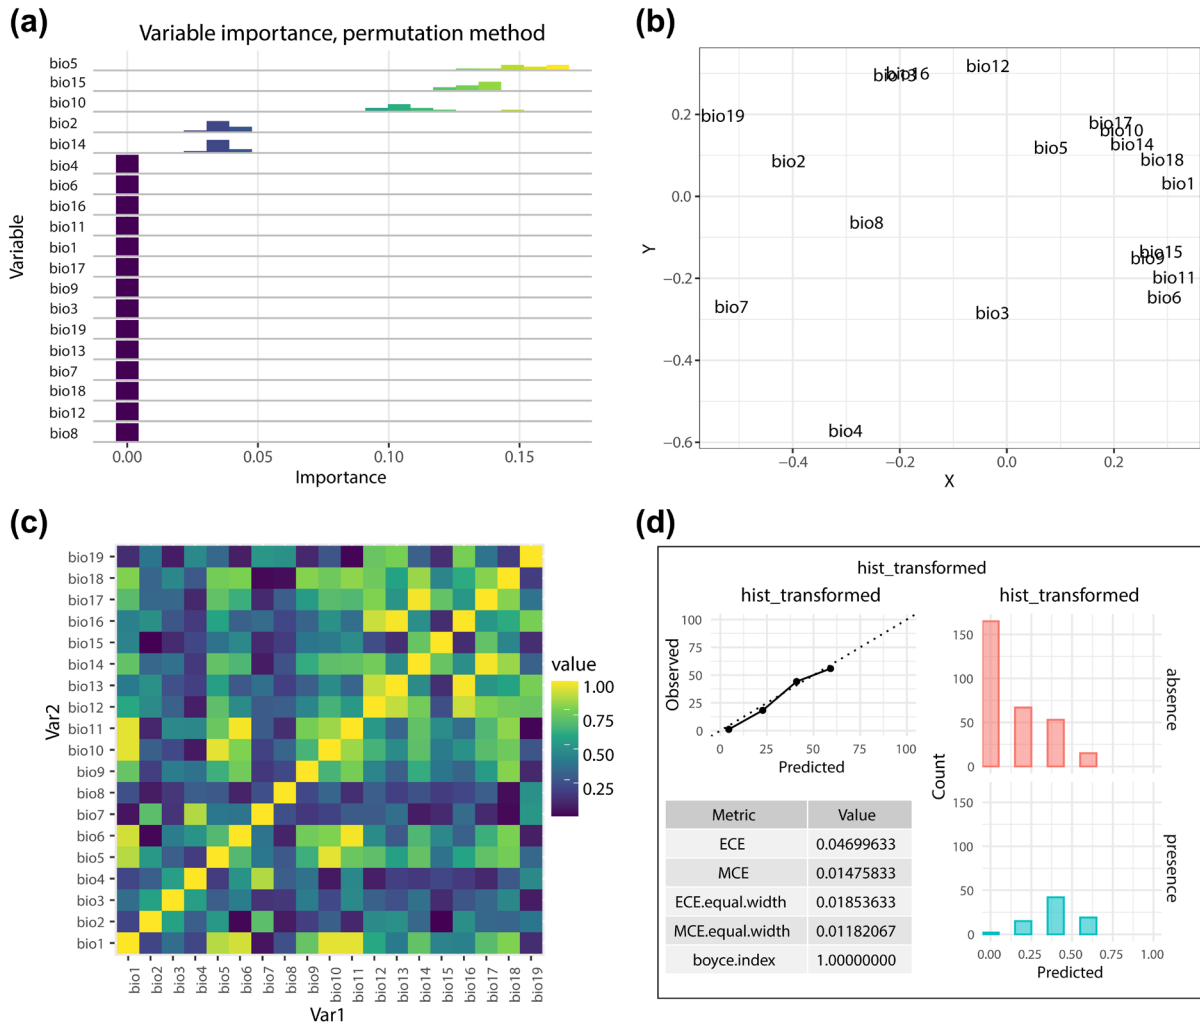 (a)
Variable importance, permutation method
Variable
bio5
bio15
bio10
bio2
bio14
bio4
bio6
bio16
bio11
bio1
bio17
bio9
bio3
bio19
bio13
bio7
bio18
bio12
bio8
0.00 0.05 0.10 0.15
Importance
(b)
Y
0.2
0.0
−0.2
−0.4
−0.6
bio12
bio13
bio16
bio19
bio17
bio10
bio14
bio5
bio18
bio2
bio1
bio8
bio15
bio9
bio11
bio6
bio7
bio3
bio4
−0.4 −0.2 0.0 0.2
X
(c)
Var2
bio19
bio18
bio17
bio16
bio15
bio14
bio13
bio12
bio11
bio10
bio9
bio8
bio7
bio6
bio5
bio4
bio3
bio2
bio1
bio1 bio2 bio3 bio4 bio5 bio6 bio7 bio8 bio9 bio10 bio11 bio12 bio13 bio14 bio15 bio16 bio17 bio18 bio19
Var1
value
1.00
0.75
0.50
0.25
(d)
hist_transformed
hist_transformed
Observed
100
75
50
25
0
0 25 50 75 100
Predicted
Metric Value
ECE 0.04699633
MCE 0.01475833
ECE.equal.width 0.01853633
MCE.equal.width 0.01182067
boyce.index 1.00000000
hist_transformed
Count
150
100
50
0
absence
150
100
50
0
presence
0.00 0.25 0.50 0.75 1.00
Predicted